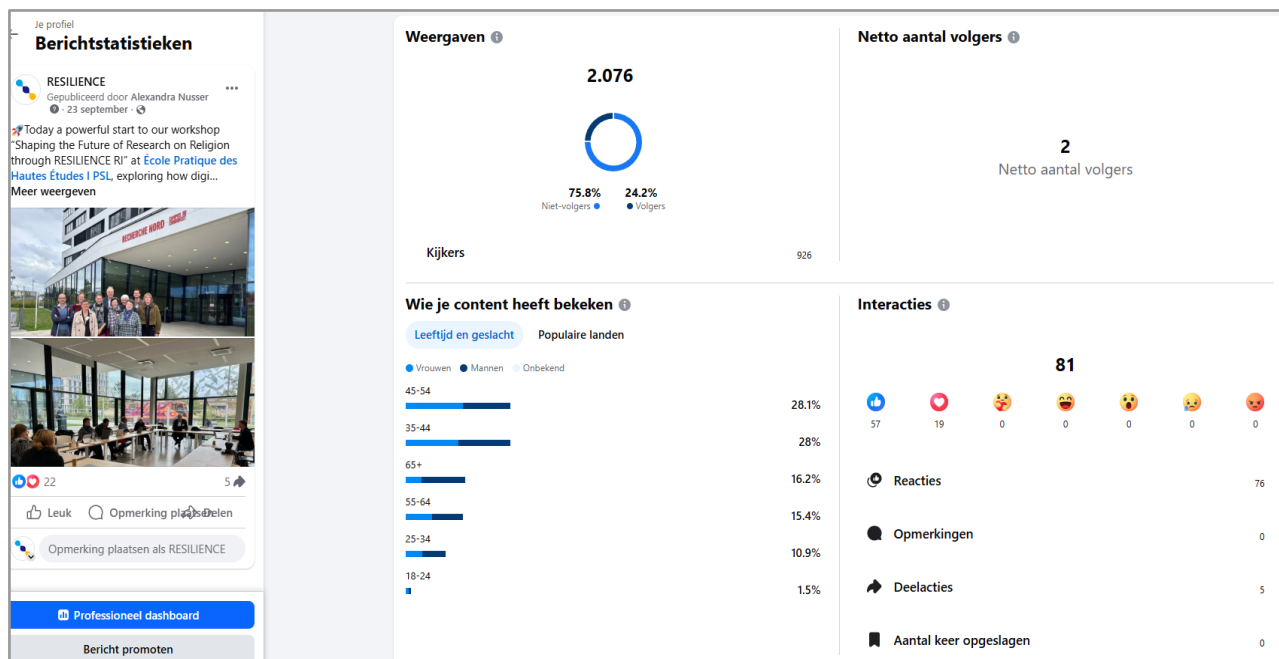 Je profiel
Berichtstatistieken
RESILIENCE
Gepubliceerd door Alexandra Nusser
· 23 september ·
🚀Today a powerful start to our workshop
"Shaping the Future of Research on Religion
through RESILIENCE RI" at École Pratique des
Hautes Études l PSL, exploring how digi...
Meer weergeven
RECHERCHE NORD
22
5
Leuk
Opmerking plaatsen
Delen
Opmerking plaatsen als RESILIENCE
Professioneel dashboard
Bericht promoten
Weergaven
2.076
75.8% 24.2%
Niet-volgers Volgers
Kijkers 926
Netto aantal volgers
2
Netto aantal volgers
Wie je content heeft bekeken
Leeftijd en geslacht Populaire landen
Vrouwen Mannen Onbekend
45-54
28.1%
35-44
28%
65+
16.2%
55-64
15.4%
25-34
10.9%
18-24
1.5%
Interacties
81
57 19 0 0 0 0 0
Reacties 76
Opmerkingen 0
Deelacties 5
Aantal keer opgeslagen 0